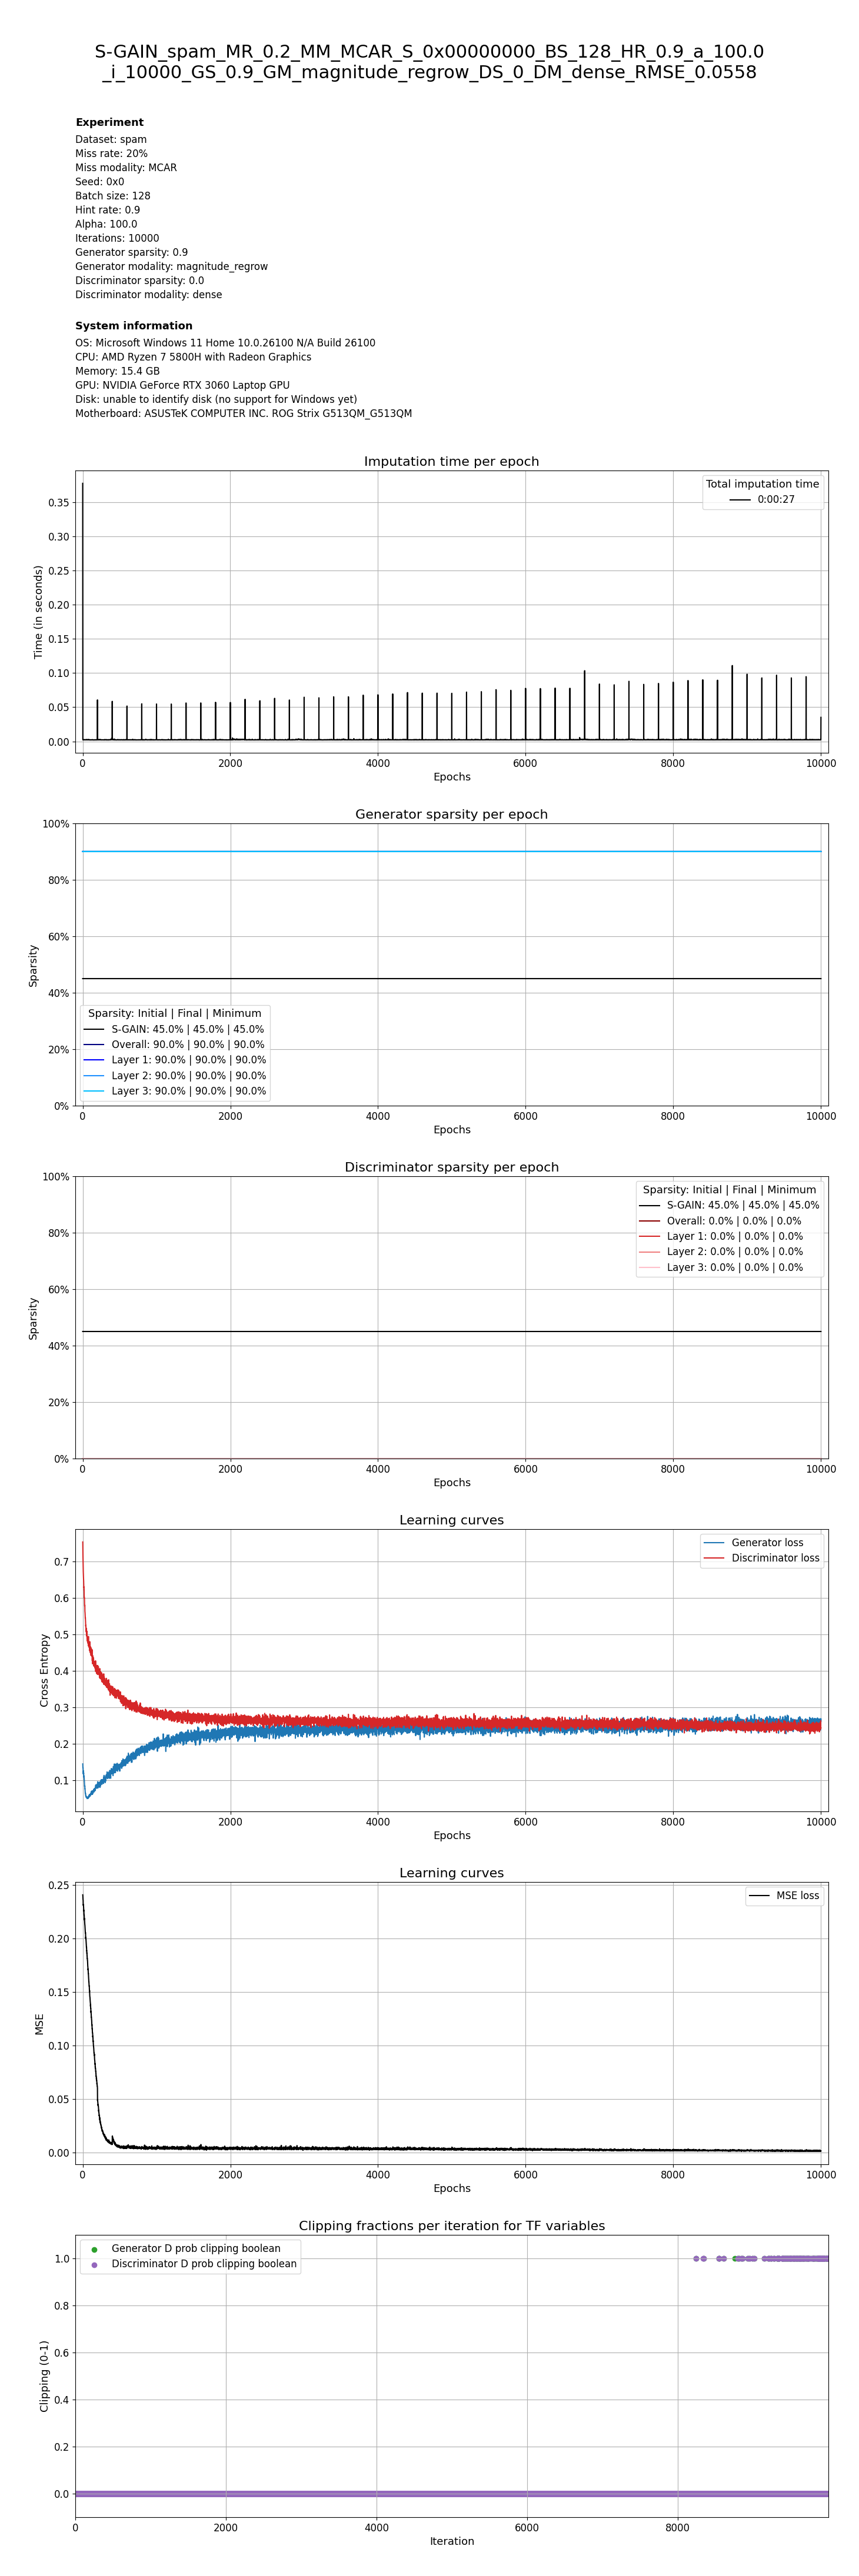 S-GAIN_spam_MR_0.2_MM_MCAR_S_0x00000000_BS_128_HR_0.9_a_100.0
_i_10000_GS_0.9_GM_magnitude_regrow_DS_0_DM_dense_RMSE_0.0558
Experiment
Dataset: spam
Miss rate: 20%
Miss modality: MCAR
Seed: 0x0
Batch size: 128
Hint rate: 0.9
Alpha: 100.0
Iterations: 10000
Generator sparsity: 0.9
Generator modality: magnitude_regrow
Discriminator sparsity: 0.0
Discriminator modality: dense
System information
OS: Microsoft Windows 11 Home 10.0.26100 N/A Build 26100
CPU: AMD Ryzen 7 5800H with Radeon Graphics
Memory: 15.4 GB
GPU: NVIDIA GeForce RTX 3060 Laptop GPU
Disk: unable to identify disk (no support for Windows yet)
Motherboard: ASUSTeK COMPUTER INC. ROG Strix G513QM_G513QM
Imputation time per epoch
Total imputation time
0:00:27
0.35
0.30
0.25
0.20
0.15
0.10
0.05
0.00
Time (in seconds)
0 2000 4000 6000 8000 10000
Epochs
Generator sparsity per epoch
100%
80%
60%
40%
20%
0%
Sparsity
Sparsity: Initial | Final | Minimum
S-GAIN: 45.0% | 45.0% | 45.0%
Overall: 90.0% | 90.0% | 90.0%
Layer 1: 90.0% | 90.0% | 90.0%
Layer 2: 90.0% | 90.0% | 90.0%
Layer 3: 90.0% | 90.0% | 90.0%
0 2000 4000 6000 8000 10000
Epochs
Discriminator sparsity per epoch
Sparsity: Initial | Final | Minimum
S-GAIN: 45.0% | 45.0% | 45.0%
Overall: 0.0% | 0.0% | 0.0%
Layer 1: 0.0% | 0.0% | 0.0%
Layer 2: 0.0% | 0.0% | 0.0%
Layer 3: 0.0% | 0.0% | 0.0%
100%
80%
60%
40%
20%
0%
Sparsity
0 2000 4000 6000 8000 10000
Epochs
Learning curves
Generator loss
Discriminator loss
0.7
0.6
0.5
0.4
0.3
0.2
0.1
Cross Entropy
0 2000 4000 6000 8000 10000
Epochs
Learning curves
MSE loss
0.25
0.20
0.15
0.10
0.05
0.00
MSE
0 2000 4000 6000 8000 10000
Epochs
Clipping fractions per iteration for TF variables
Generator D prob clipping boolean
Discriminator D prob clipping boolean
1.0
0.8
0.6
0.4
0.2
0.0
Clipping (0-1)
0 2000 4000 6000 8000
Iteration